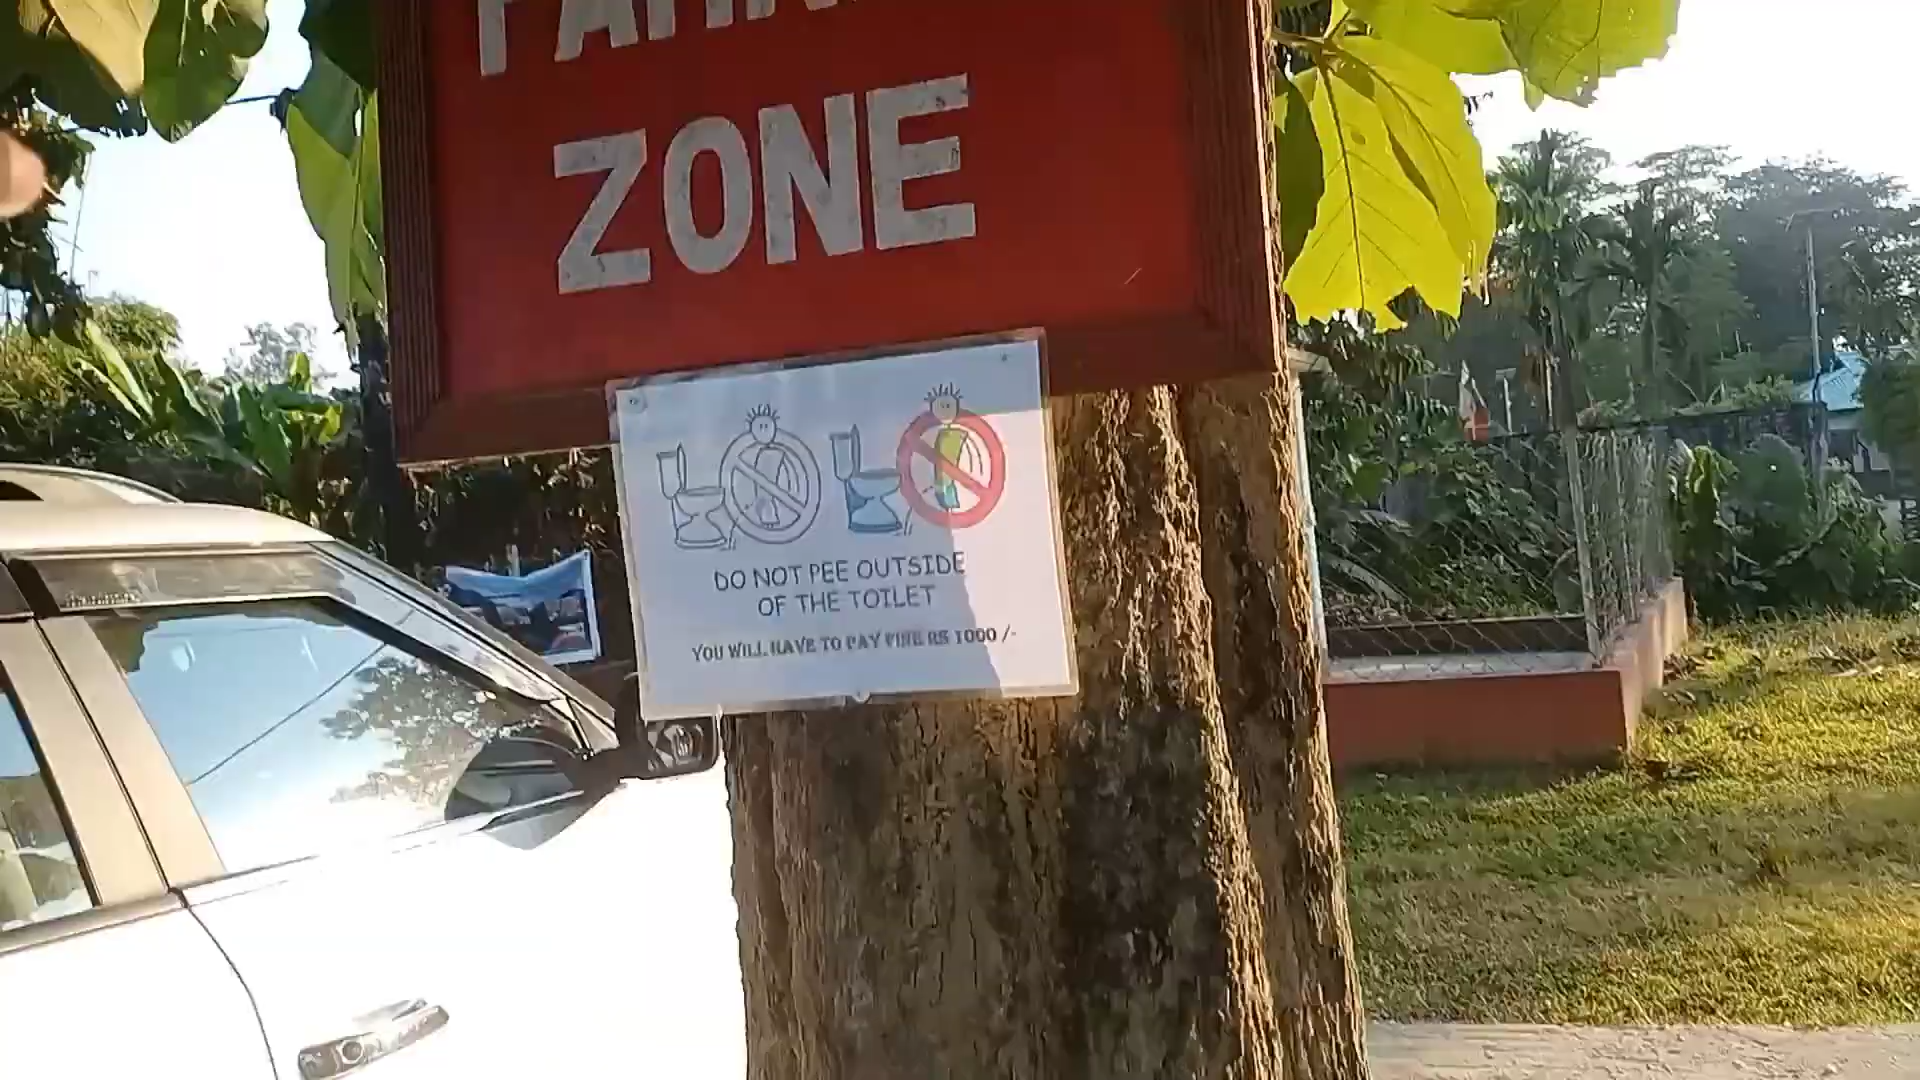 ZONE
DO NOT PEE OUTSIDE
OF THE TOILET
YOU WILL HAVE TO PAY FINE RS 1000 /-